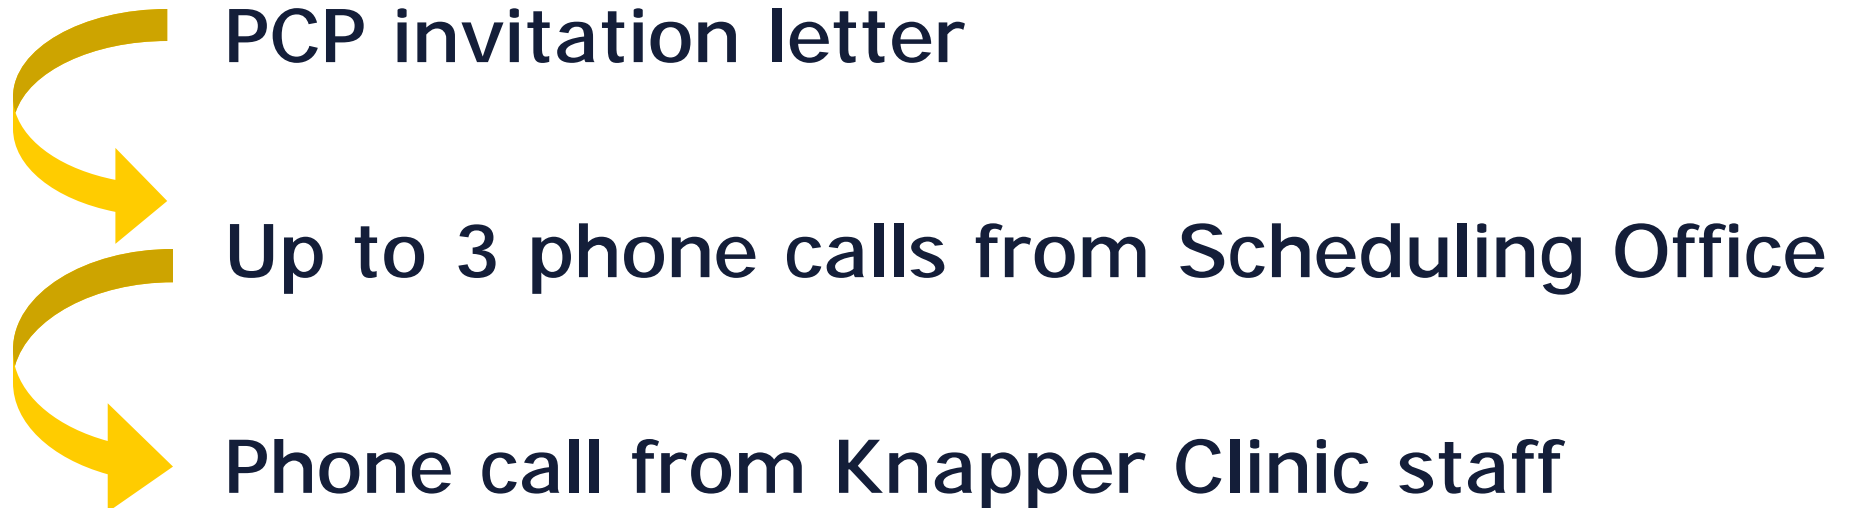 PCP invitation letter
Up to 3 phone calls from Scheduling Office
Phone call from Knapper Clinic staff